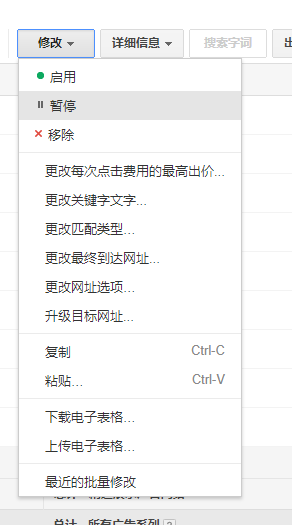 修改 详细信息 搜索字词 出
启用
暂停
移除
更改每次点击费用的最高出价...
更改关键字文字...
更改匹配类型...
更改最终到达网址...
更改网址选项...
升级目标网址...
复制 Ctrl-C
粘贴... Ctrl-V
下载电子表格...
上传电子表格...
最近的批量修改
总计 - 所有广告系列 ?